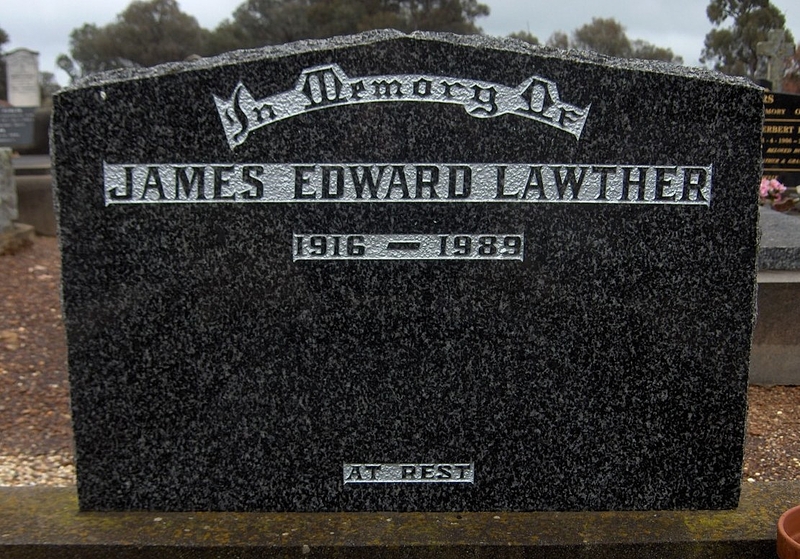 In Memory Of
JAMES EDWARD LAWTHER
1916 — 1989
AT REST